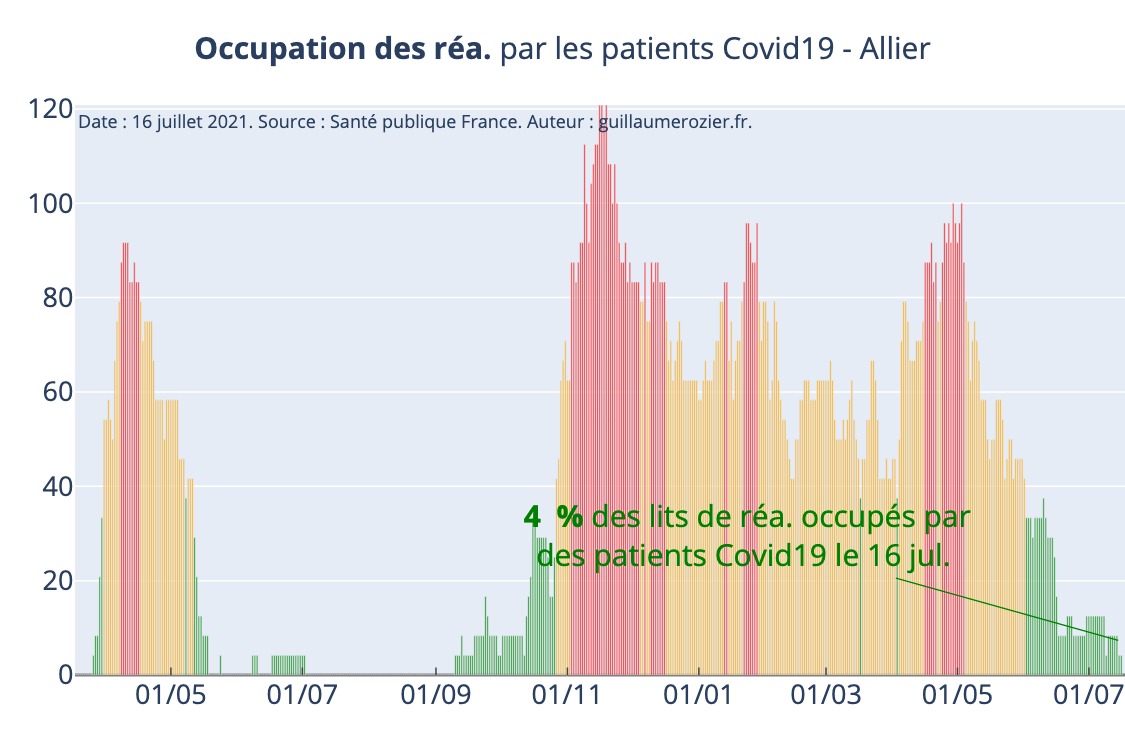 Occupation des réa. par les patients Covid19 - Allier
120
Date : 16 juillet 2021. Source : Santé publique France. Auteur : guillaumerozier.fr.
100
80
60
40
4 % des lits de réa. occupés par
des patients Covid19 le 16 jul.
20
0
01/05 01/07 01/09 01/11 01/01 01/03 01/05 01/07